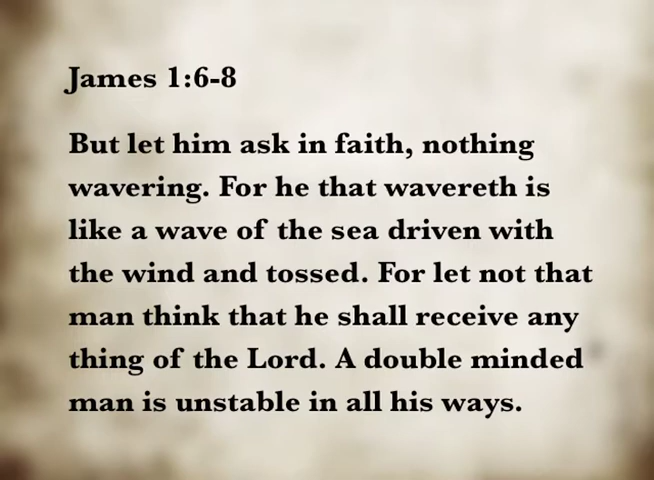 James 1:6-8
But let him ask in faith, nothing
wavering. For he that wavereth is
like a wave of the sea driven with
the wind and tossed. For let not that
man think that he shall receive any
thing of the Lord. A double minded
man is unstable in all his ways.